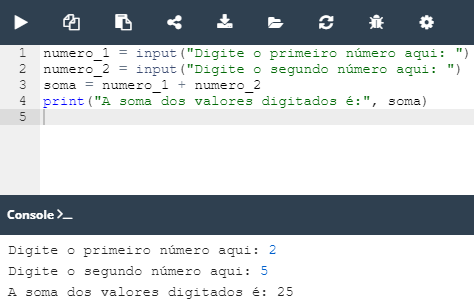 1 numero_1 = input("Digite o primeiro número aqui: ")
2 numero_2 = input("Digite o segundo número aqui: ")
3 soma = numero_1 + numero_2
4 print("A soma dos valores digitados é:", soma)
5
Console >_
Digite o primeiro número aqui: 2
Digite o segundo número aqui: 5
A soma dos valores digitados é: 25